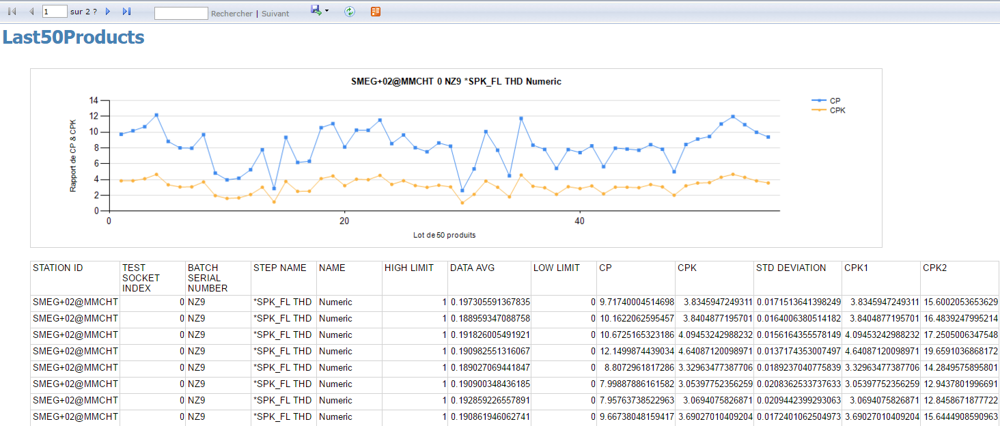 1 sur 2 ? Rechercher | Suivant
Last50Products
SMEG+02@MMCHT 0 NZ9 *SPK_FL THD Numeric
CP
CPK
Rapport de CP & CPK
14
12
10
8
6
4
2
0
0 20 40
Lot de 50 produits
STATION ID TEST SOCKET INDEX BATCH SERIAL NUMBER STEP NAME NAME HIGH LIMIT DATA AVG LOW LIMIT CP CPK STD DEVIATION CPK1 CPK2
SMEG+02@MMCHT 0 NZ9 *SPK_FL THD Numeric 1 0.197305591367835 0 9.71740004514698 3.8345947249311 0.0171513641398249 3.8345947249311 15.6002053653629
SMEG+02@MMCHT 0 NZ9 *SPK_FL THD Numeric 1 0.188959347088758 0 10.1622062595457 3.8404877195701 0.0164006380514182 3.8404877195701 16.4839247995214
SMEG+02@MMCHT 0 NZ9 *SPK_FL THD Numeric 1 0.191826005491921 0 10.6725165323186 4.09453242988232 0.0156164355578149 4.09453242988232 17.2505006347548
SMEG+02@MMCHT 0 NZ9 *SPK_FL THD Numeric 1 0.190982551316067 0 12.1499874439034 4.64087120098971 0.0137174353007497 4.64087120098971 19.6591036868172
SMEG+02@MMCHT 0 NZ9 *SPK_FL THD Numeric 1 0.189027069441847 0 8.8072961817286 3.32963477387706 0.0189237040775839 3.32963477387706 14.2849575895801
SMEG+02@MMCHT 0 NZ9 *SPK_FL THD Numeric 1 0.190900348436185 0 7.99887886161582 3.05397752356259 0.0208362533737633 3.05397752356259 12.9437801996691
SMEG+02@MMCHT 0 NZ9 *SPK_FL THD Numeric 1 0.192859226557891 0 7.95763738522963 3.0694075826871 0.0209442399293063 3.0694075826871 12.8458671877722
SMEG+02@MMCHT 0 NZ9 *SPK_FL THD Numeric 1 0.190861946062741 0 9.66738048159417 3.69027010409204 0.0172401062504973 3.69027010409204 15.6444908590963